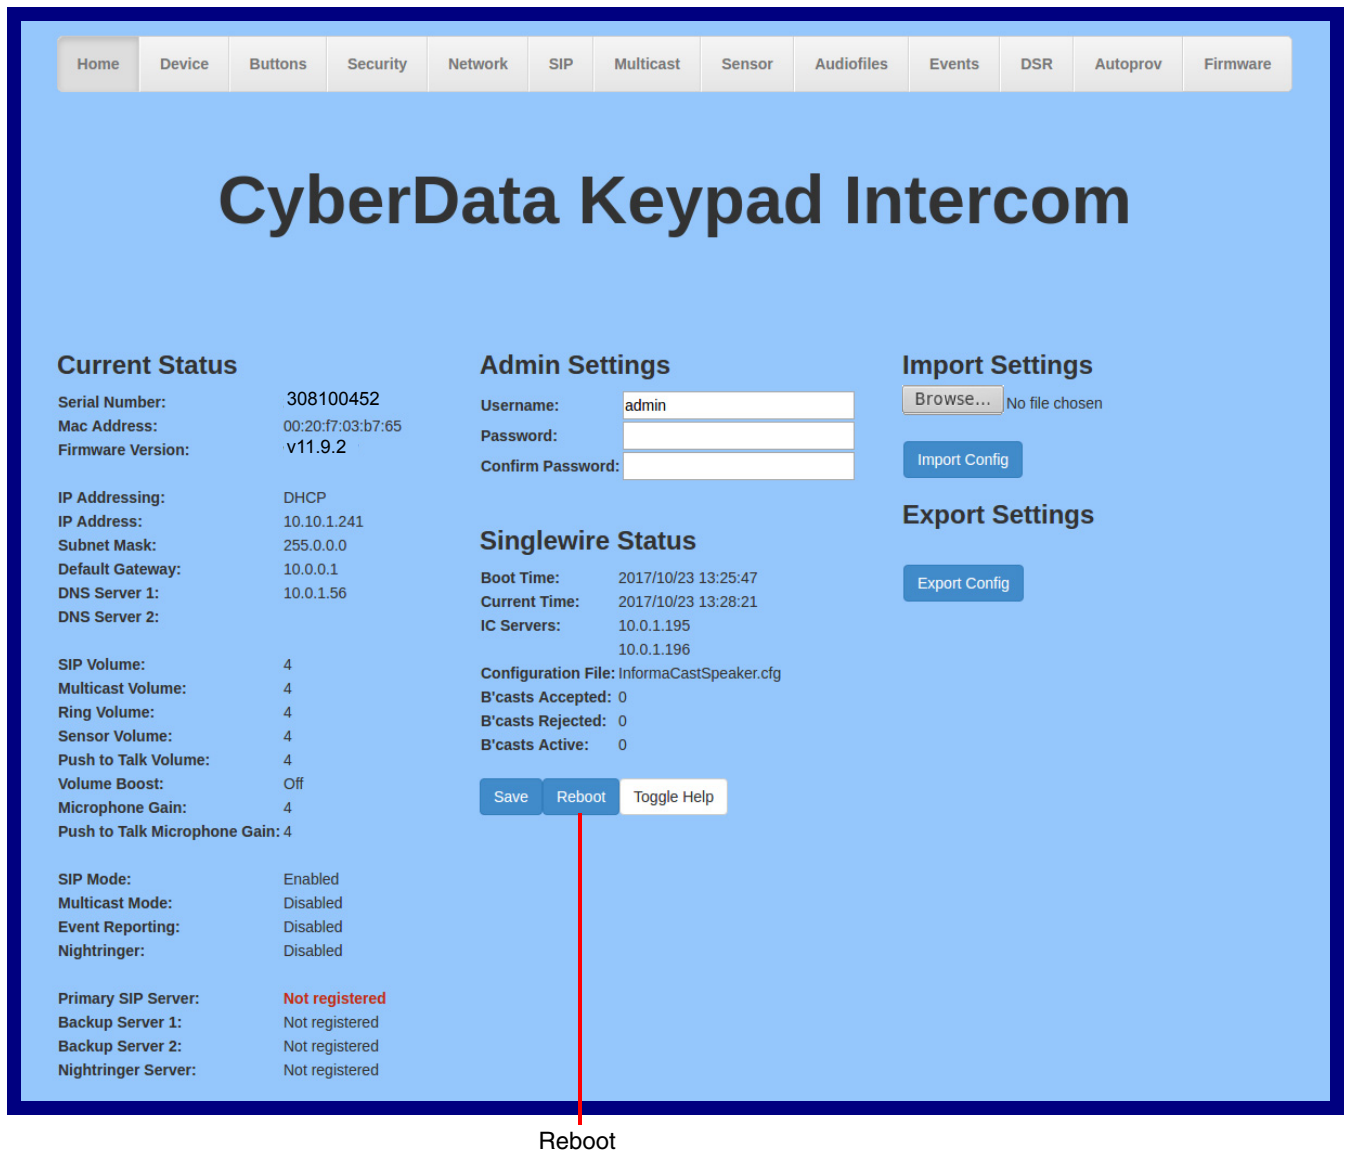 Home Device Buttons Security Network SIP Multicast Sensor Audiofiles Events DSR Autoprov Firmware
CyberData Keypad Intercom
Current Status
Serial Number: 308100452
Mac Address: 00:20:f7:03:b7:65
Firmware Version: v11.9.2
IP Addressing: DHCP
IP Address: 10.10.1.241
Subnet Mask: 255.0.0.0
Default Gateway: 10.0.0.1
DNS Server 1: 10.0.1.56
DNS Server 2:
SIP Volume: 4
Multicast Volume: 4
Ring Volume: 4
Sensor Volume: 4
Push to Talk Volume: 4
Volume Boost: Off
Microphone Gain: 4
Push to Talk Microphone Gain: 4
SIP Mode: Enabled
Multicast Mode: Disabled
Event Reporting: Disabled
Nightringer: Disabled
Primary SIP Server: Not registered
Backup Server 1: Not registered
Backup Server 2: Not registered
Nightringer Server: Not registered
Admin Settings
Username: admin
Password:
Confirm Password:
Singlewire Status
Boot Time: 2017/10/23 13:25:47
Current Time: 2017/10/23 13:28:21
IC Servers: 10.0.1.195
10.0.1.196
Configuration File: InformaCastSpeaker.cfg
B'casts Accepted: 0
B'casts Rejected: 0
B'casts Active: 0
Save Reboot Toggle Help
Import Settings
Browse... No file chosen
Import Config
Export Settings
Export Config
Reboot